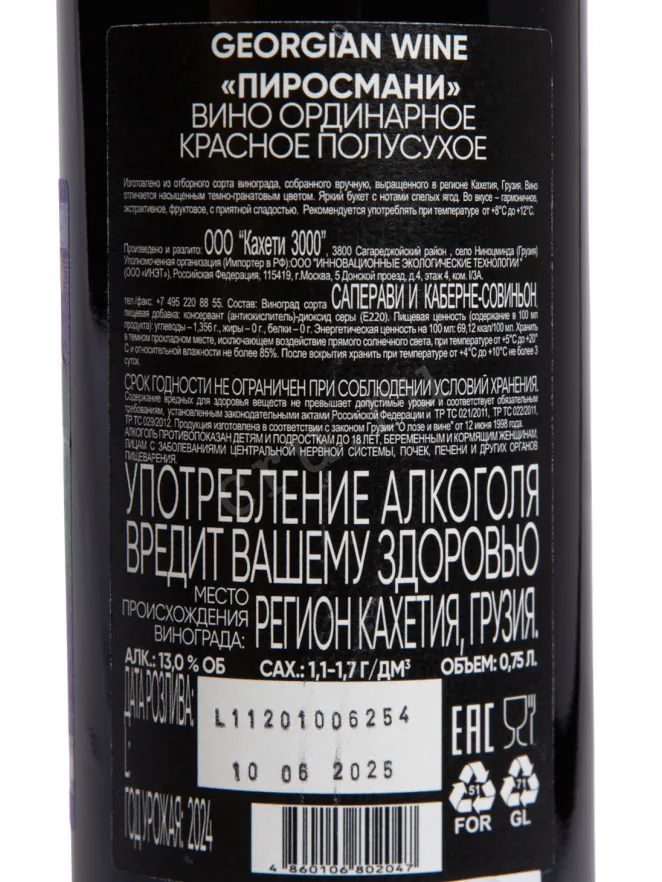 GEORGIAN WINE
«ПИРОСМАНИ»
ВИНО ОРДИНАРНОЕ
КРАСНОЕ ПОЛУСУХОЕ
Изготовлено из отборного сорта винограда, собранного вручную, выращенного в регионе Кахетия, Грузия. Вино
отличается насыщенным темно-гранатовым цветом. Яркий букет с нотами спелых ягод. Во вкусе – гармоничное,
экстрактивное, фруктовое, с приятной сладостью. Рекомендуется употреблять при температуре от +8°С до+12°С.
Произведено и разлито: ООО "Кахети 3000", 3800 Сагареджойский район , село Ниноцминда (Грузия)
Уполномоченная организация (Импортер в РФ):ООО "ИННОВАЦИОННЫЕ ЭКОЛОГИЧЕСКИЕ ТЕХНОЛОГИИ"
(ООО «ИНЭТ»), Российская Федерация, 115419, г.Москва, 5 Донской проезд, д.4, этаж 4, ком. I/3А.
тел./факс: +7 495 220 88 55. Состав: Виноград сорта САПЕРАВИ И КАБЕРНЕ-СОВИНЬОН,
пищевая добавка: консервант (антиокислитель)-диоксид серы (Е220). Пищевая ценность (содержание в 100 мл
продукта): углеводы – 1,356 г., жиры – 0 г., белки – 0 г. Энергетическая ценность на 100 мл: 69,12 ккал/100 мл. Хранить
в темном прохладном месте, исключающем воздействие прямого солнечного света, при температуре от +5°С до +20°
С и относительной влажности не более 85%. После вскрытия хранить при температуре от +4°С до +10°С не более 3
суток.
СРОК ГОДНОСТИ НЕ ОГРАНИЧЕН ПРИ СОБЛЮДЕНИИ УСЛОВИЙ ХРАНЕНИЯ.
Содержание вредных для здоровья веществ не превышает допустимые уровни и соответствует обязательным
требованиям, установленным законодательными актами Российской Федерации и ТР ТС 021/2011, ТР ТС 022/2011,
ТР ТС 029/2012. Продукция изготовлена в соответствии с законом Грузии "О лозе и вине" от 12 июня 1998 года.
АЛКОГОЛЬ ПРОТИВОПОКАЗАН ДЕТЯМ И ПОДРОСТКАМ ДО 18 ЛЕТ, БЕРЕМЕННЫМ И КОРМЯЩИМ ЖЕНЩИНАМ,
ЛИЦАМ С ЗАБОЛЕВАНИЯМИ ЦЕНТРАЛЬНОЙ НЕРВНОЙ СИСТЕМЫ, ПОЧЕК, ПЕЧЕНИ И ДРУГИХ ОРГАНОВ
ПИЩЕВАРЕНИЯ.
УПОТРЕБЛЕНИЕ АЛКОГОЛЯ
ВРЕДИТ ВАШЕМУ ЗДОРОВЬЮ
МЕСТО
ПРОИСХОЖДЕНИЯ
ВИНОГРАДА: РЕГИОН КАХЕТИЯ, ГРУЗИЯ.
АЛК.: 13,0 % ОБ САХ.: 1,1-1,7 Г/ДМ³ ОБЪЕМ: 0,75 Л.
ДАТА РОЗЛИВА:
L11201006254
10 06 2025
L:
ГОД УРОЖАЯ: 2024
EAC
51
FOR
71
GL
4 860106 802047